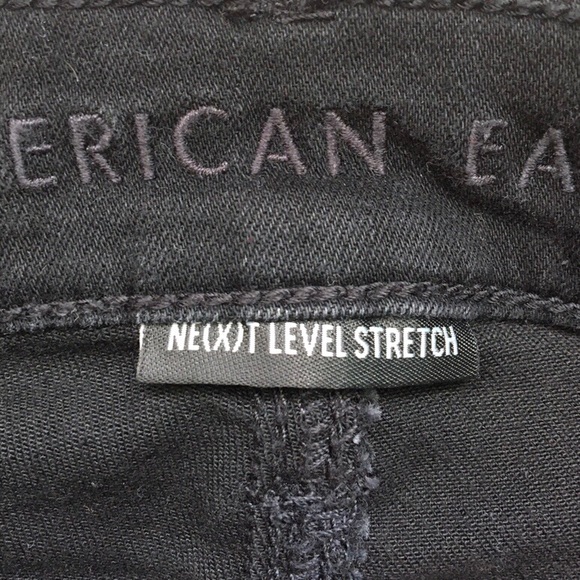 ERICAN EA
NE(X)T LEVEL STRETCH